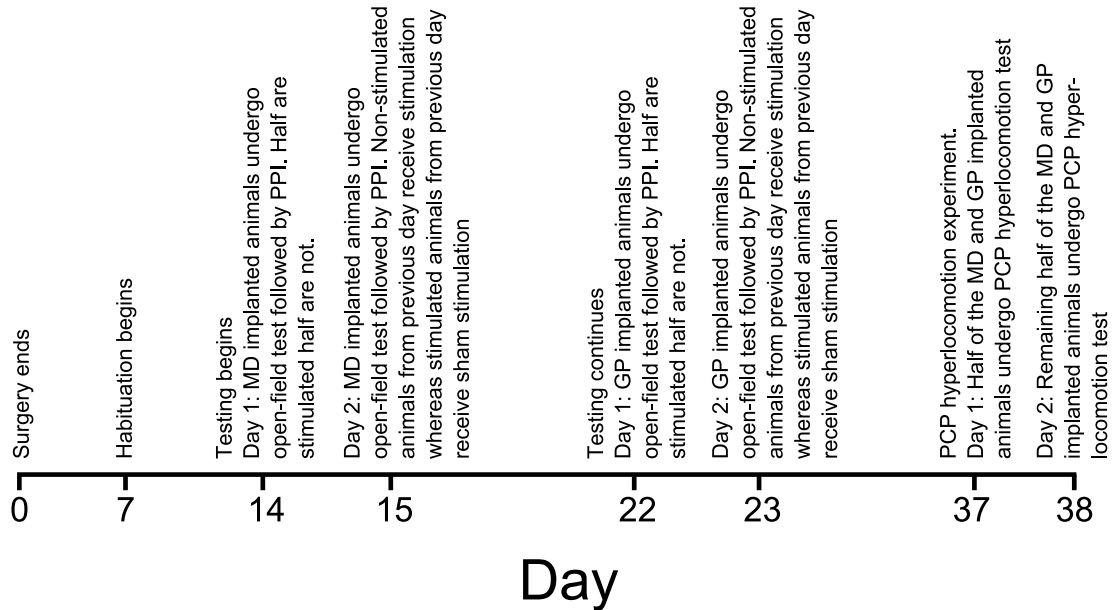 Surgery ends
Habituation begins
Testing begins
Day 1: MD implanted animals undergo
open-field test followed by PPI. Half are
stimulated half are not.
Day 2: MD implanted animals undergo
open-field test followed by PPI. Non-stimulated
animals from previous day receive stimulation
whereas stimulated animals from previous day
receive sham stimulation
Testing continues
Day 1: GP implanted animals undergo
open-field test followed by PPI. Half are
stimulated half are not.
Day 2: GP implanted animals undergo
open-field test followed by PPI. Non-stimulated
animals from previous day receive stimulation
whereas stimulated animals from previous day
receive sham stimulation
PCP hyperlocomotion experiment.
Day 1: Half of the MD and GP implanted
animals undergo PCP hyperlocomotion test
Day 2: Remaining half of the MD and GP
implanted animals undergo PCP hyper-
locomotion test
0 7 14 15 22 23 37 38
Day